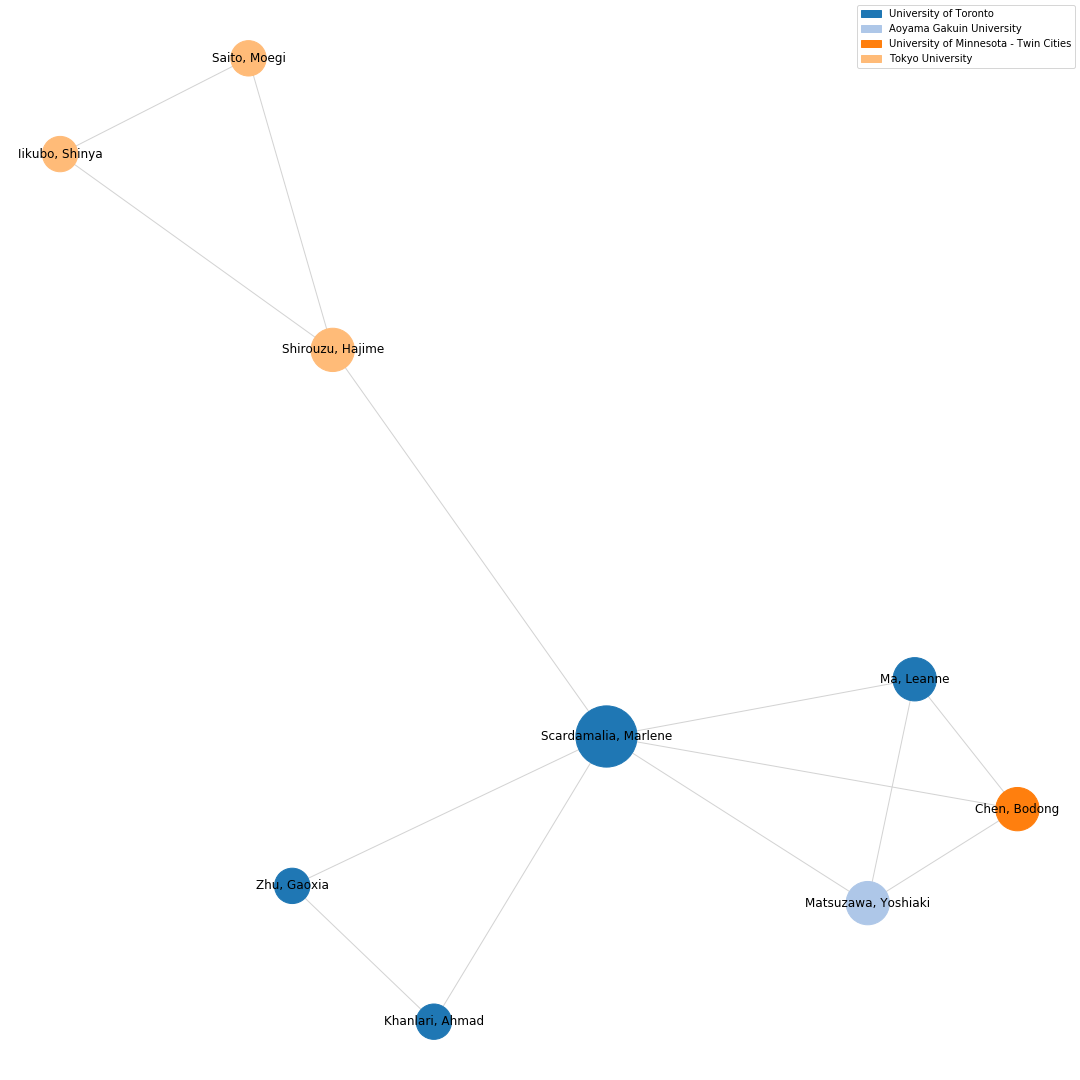 University of Toronto
Aoyama Gakuin University
University of Minnesota - Twin Cities
Tokyo University
Saito, Moegi
Iikubo, Shinya
Shirouzu, Hajime
Ma, Leanne
Scardamalia, Marlene
Chen, Bodong
Zhu, Gaoxia
Matsuzawa, Yoshiaki
Khanlari, Ahmad